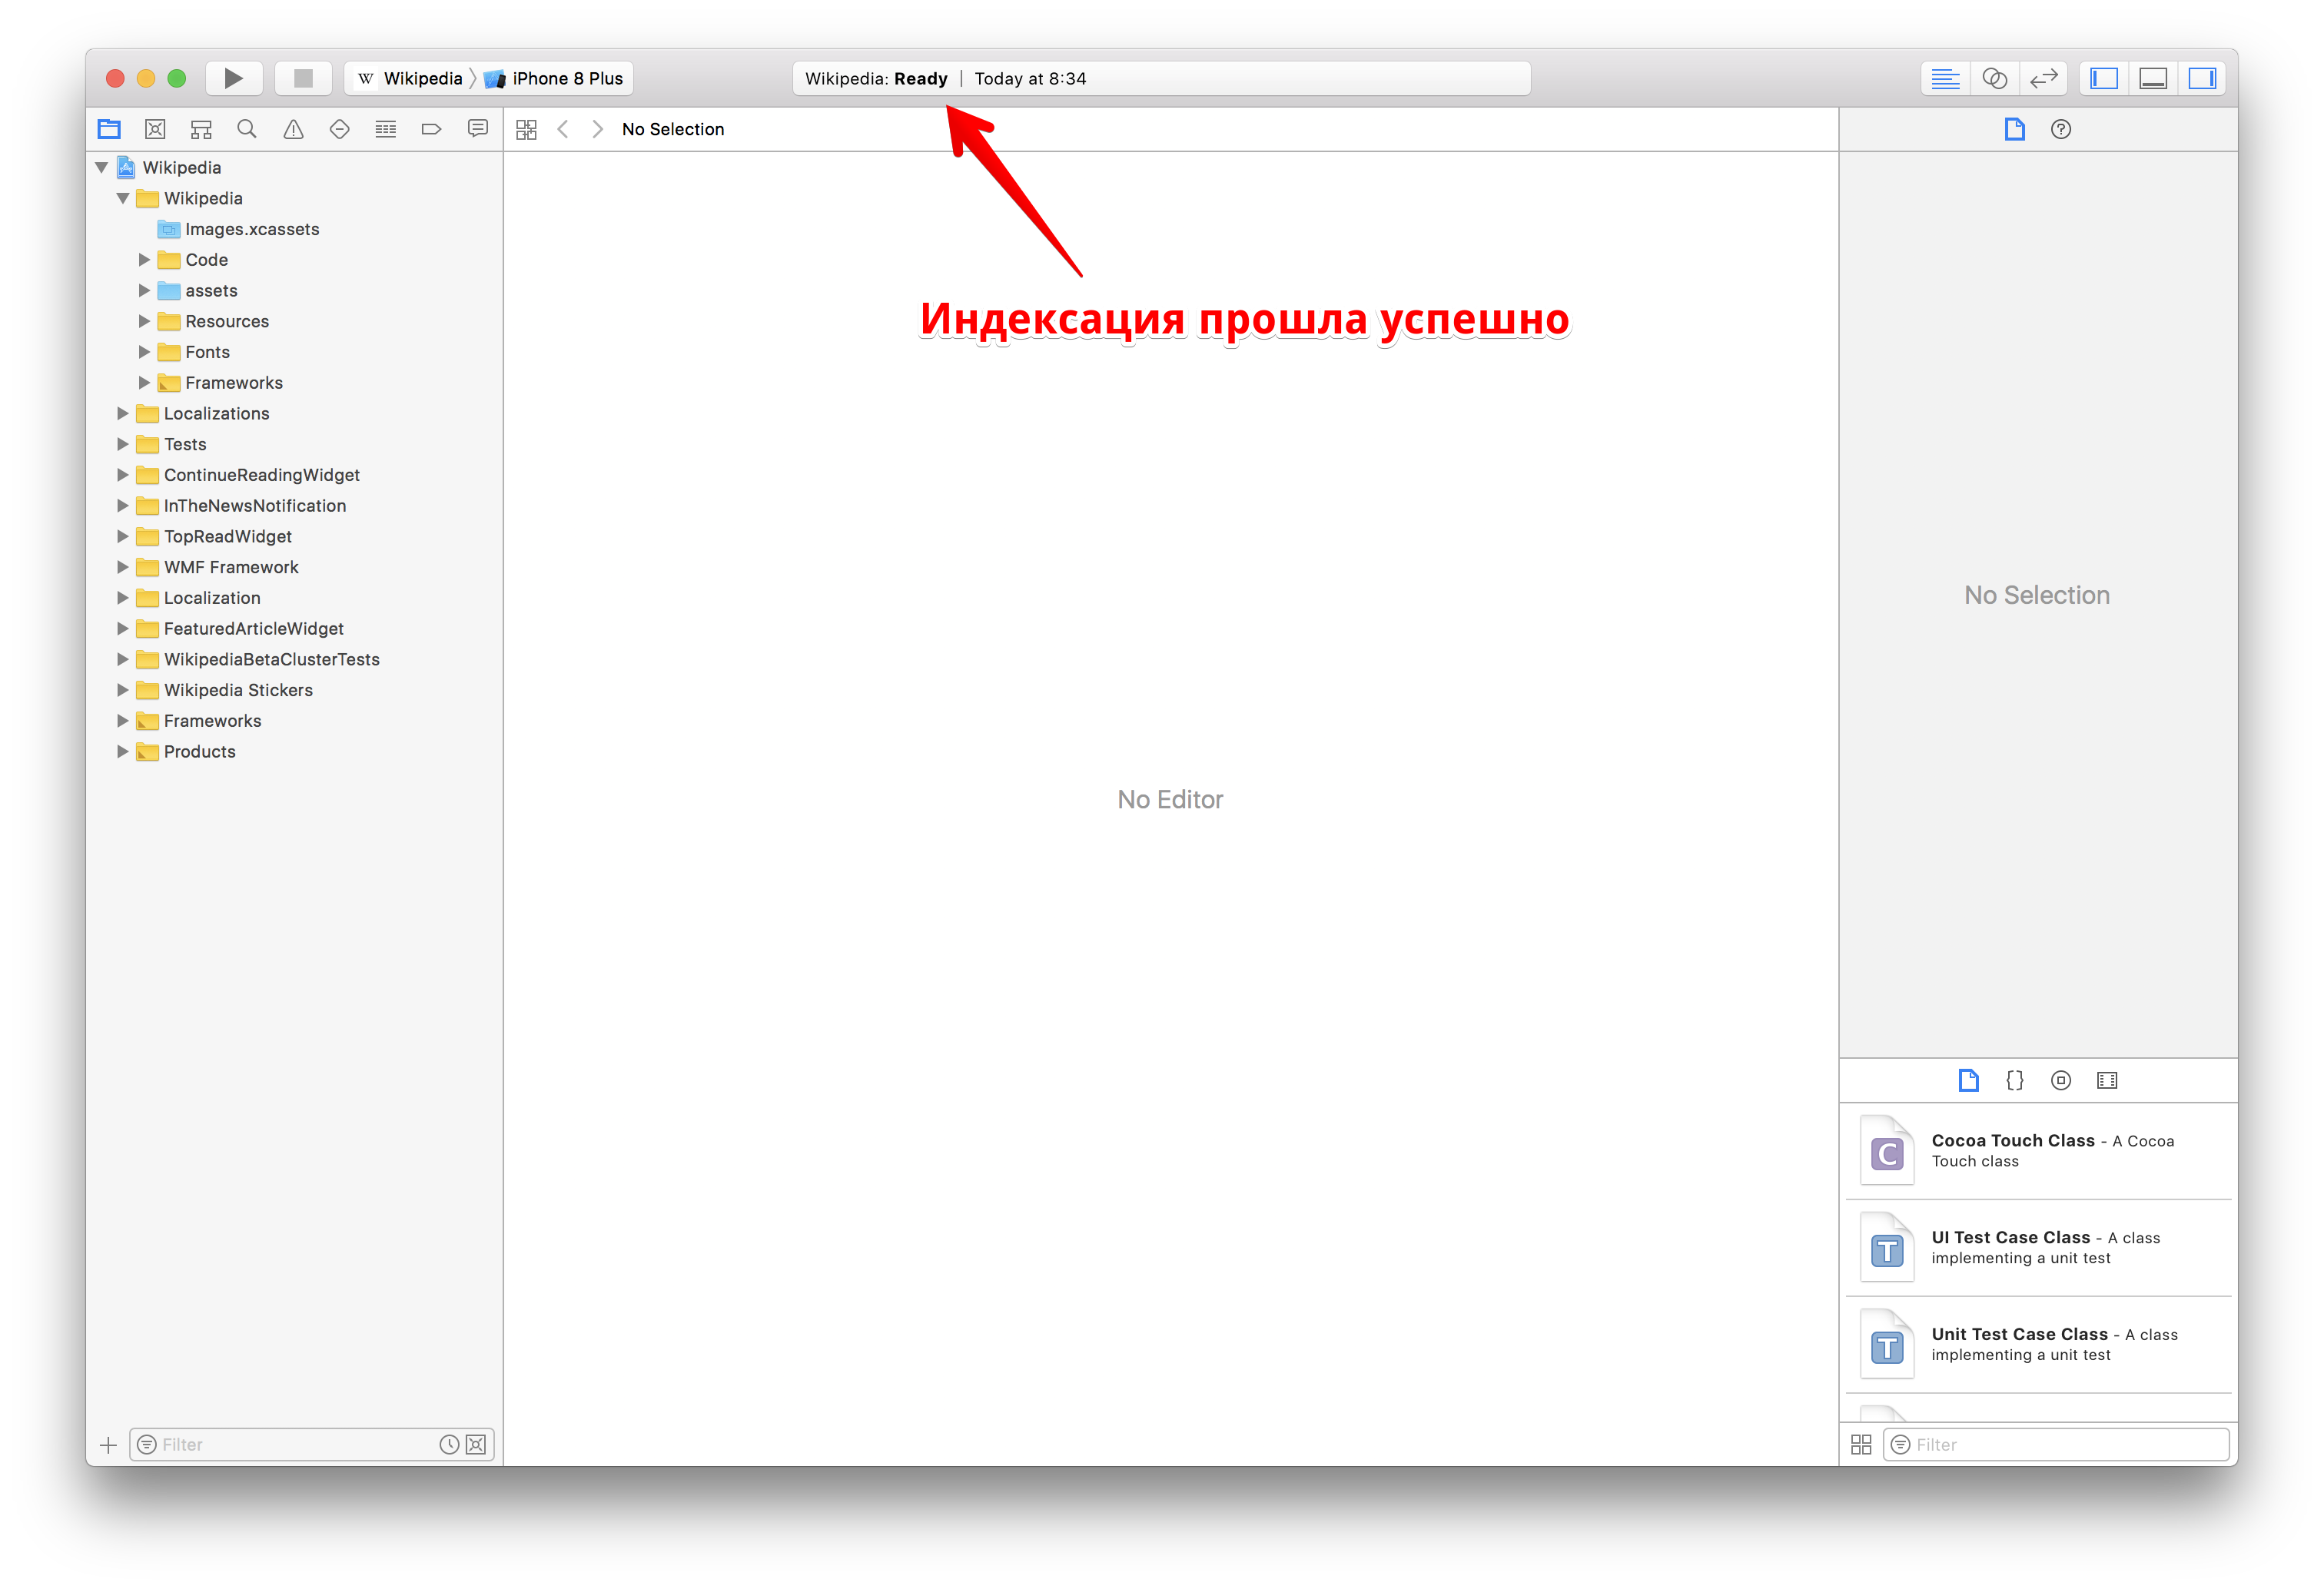 W Wikipedia iPhone 8 Plus
Wikipedia: Ready | Today at 8:34
No Selection
Wikipedia
Wikipedia
Images.xcassets
Code
assets
Resources
Fonts
Frameworks
Localizations
Tests
ContinueReadingWidget
InTheNewsNotification
TopReadWidget
WMF Framework
Localization
FeaturedArticleWidget
WikipediaBetaClusterTests
Wikipedia Stickers
Frameworks
Products
Filter
Индексация прошла успешно
No Editor
No Selection
C
Cocoa Touch Class - A Cocoa
Touch class
T
UI Test Case Class - A class
implementing a unit test
T
Unit Test Case Class - A class
implementing a unit test
Filter